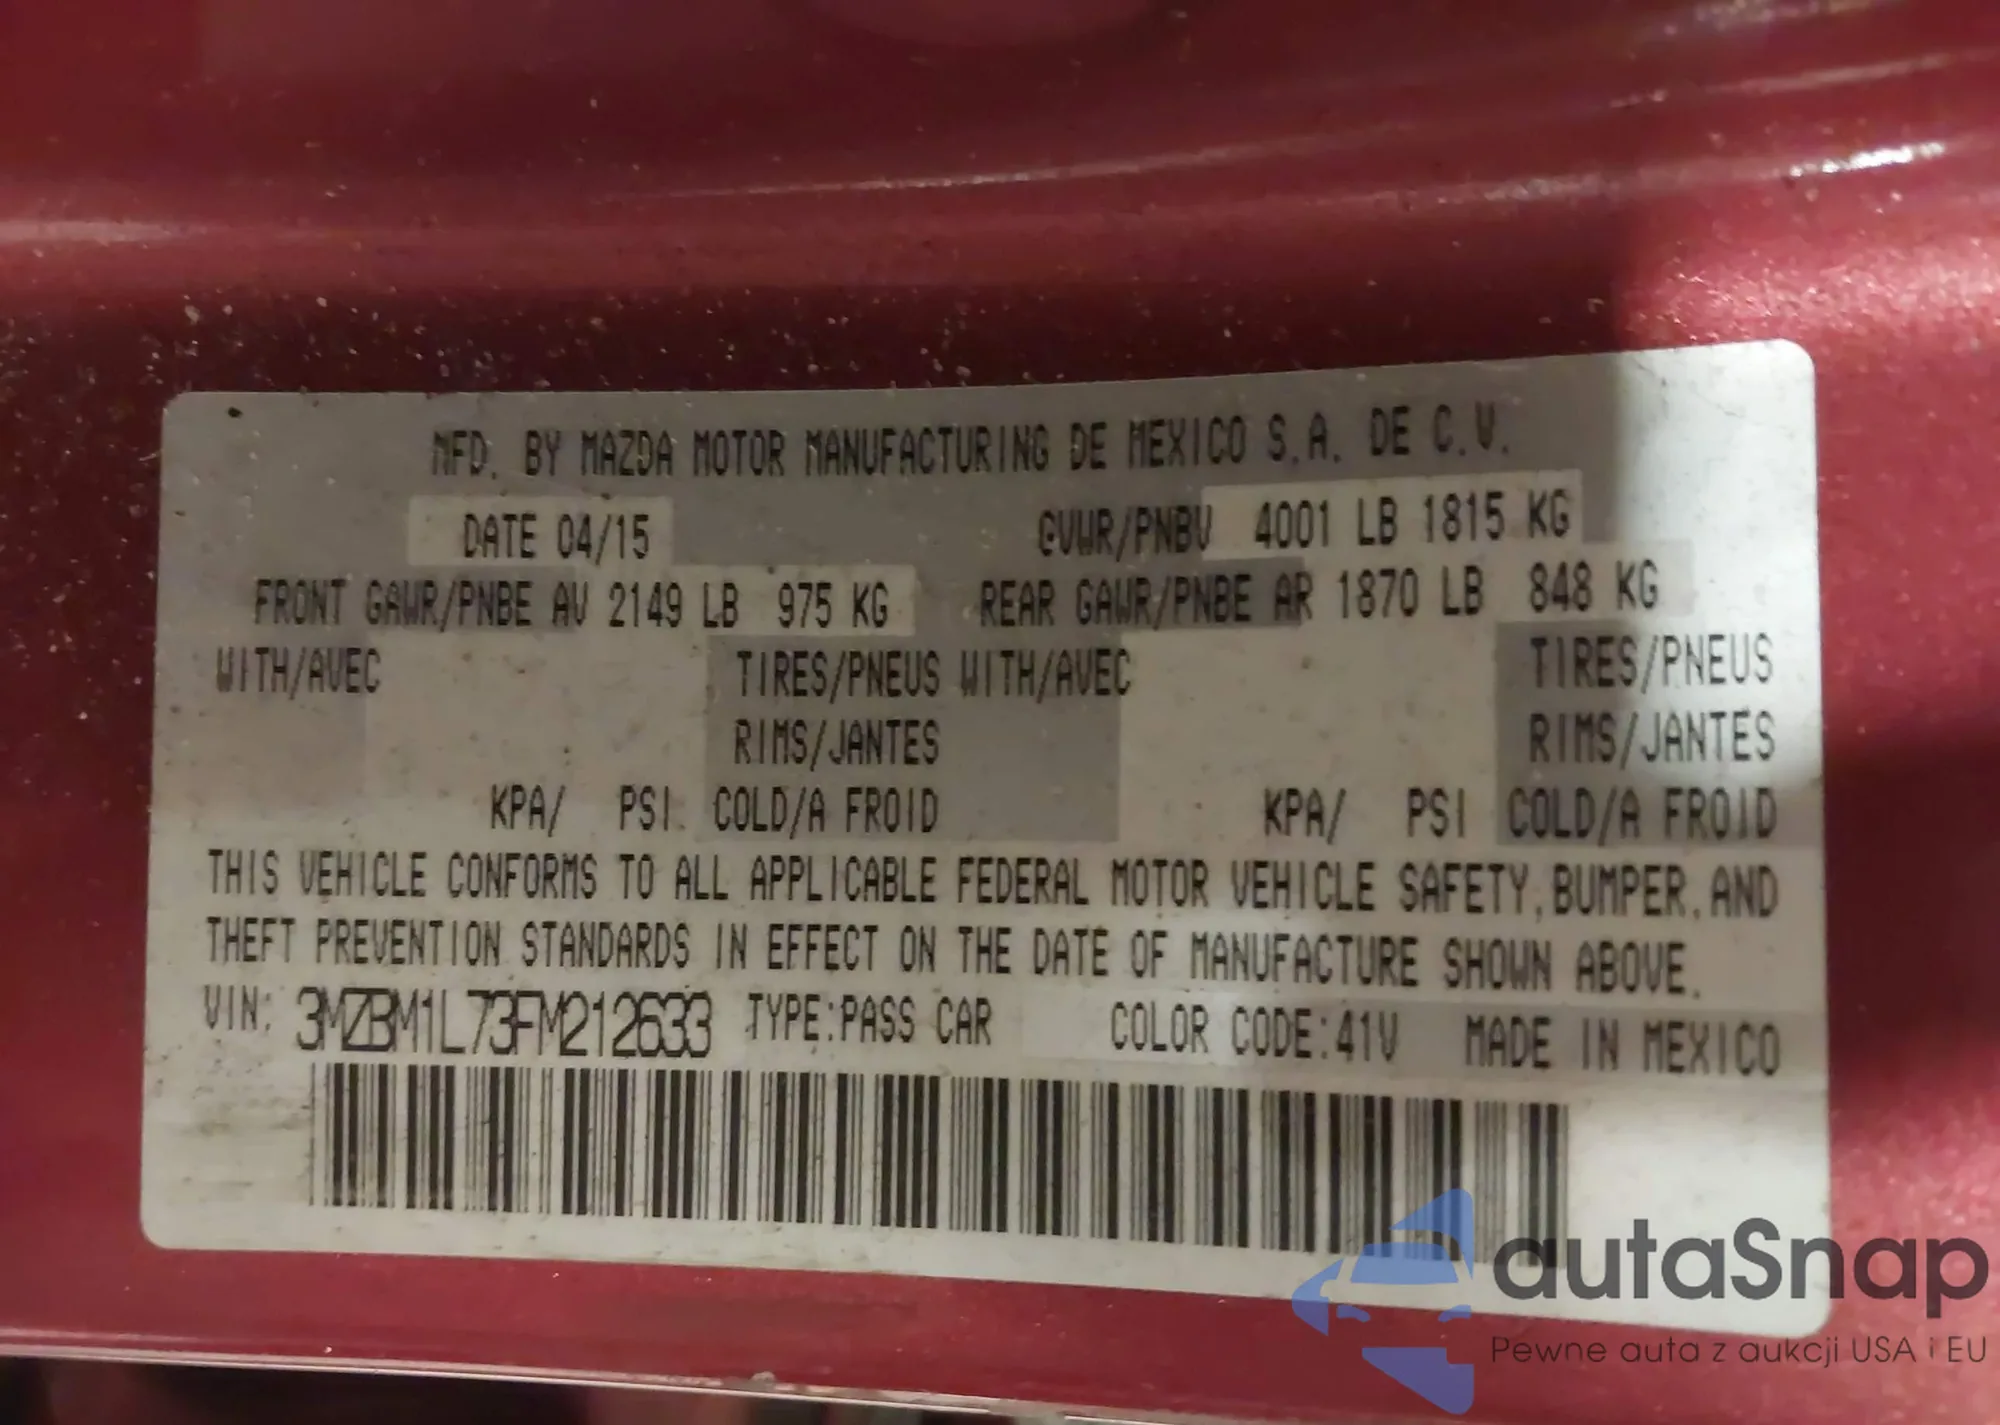 MFD. BY MAZDA MOTOR MANUFACTURING DE MEXICO S.A. DE C.V.
DATE 04/15 GVWR/PNBV 4001 LB 1815 KG
FRONT GAWR/PNBE AV 2149 LB 975 KG REAR GAWR/PNBE AR 1870 LB 848 KG
WITH/AVEC TIRES/PNEUS WITH/AVEC TIRES/PNEUS
RIMS/JANTES RIMS/JANTES
KPA/ PSI COLD/A FROID KPA/ PSI COLD/A FROID
THIS VEHICLE CONFORMS TO ALL APPLICABLE FEDERAL MOTOR VEHICLE SAFETY, BUMPER, AND
THEFT PREVENTION STANDARDS IN EFFECT ON THE DATE OF MANUFACTURE SHOWN ABOVE.
VIN: 3MZBM1L73FM212633 TYPE:PASS CAR COLOR CODE:41V MADE IN MEXICO
autaSnap
Pewne auta z aukcji USA i EU